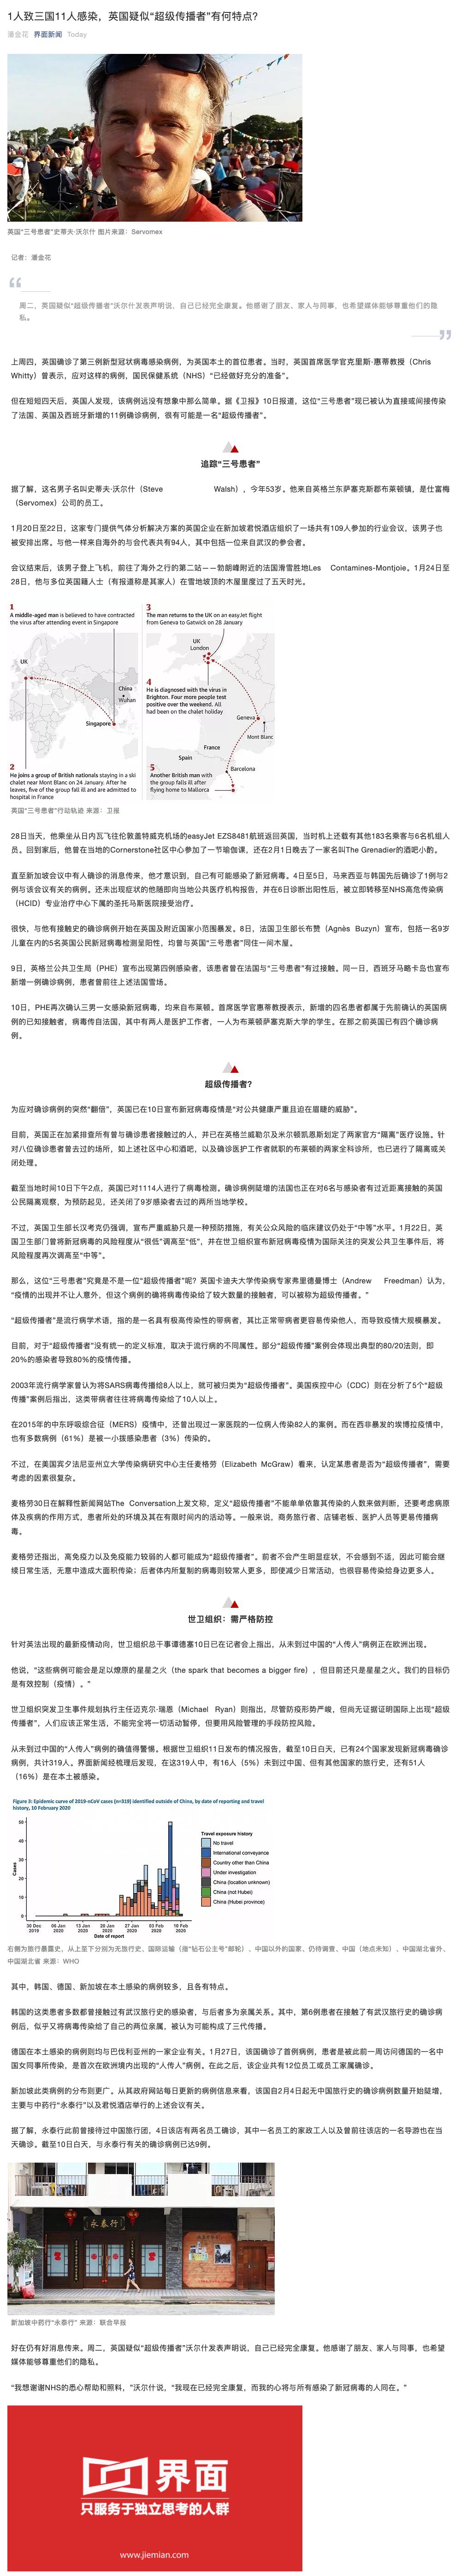 1人致三国11人感染，英国疑似“超级传播者”有何特点？
潘金花 界面新闻 Today
英国“三号患者”史蒂夫·沃尔什 图片来源：Servomex
记者：潘金花
周二，英国疑似“超级传播者”沃尔什发表声明说，自己已经完全康复。他感谢了朋友、家人与同事，也希望媒体能够尊重他们的隐
私。
上周四，英国确诊了第三例新型冠状病毒感染病例，为英国本土的首位患者。当时，英国首席医学官克里斯·惠蒂教授（Chris
Whitty）曾表示，应对这样的病例，国民保健系统（NHS）“已经做好充分的准备”。
但在短短四天后，英国人发现，该病例远没有想象中那么简单。据《卫报》10日报道，这位“三号患者”现已被认为直接或间接传染
了法国、英国及西班牙新增的11例确诊病例，很有可能是一名“超级传播者”。
追踪“三号患者”
据了解，这名男子名叫史蒂夫·沃尔什（Steve Walsh），今年53岁。他来自英格兰东萨塞克斯郡布莱顿镇，是仕富梅
（Servomex）公司的员工。
1月20日至22日，这家专门提供气体分析解决方案的英国企业在新加坡君悦酒店组织了一场共有109人参加的行业会议，该男子也
被安排出席。与他一样来自海外的与会代表共有94人，其中包括一位来自武汉的参会者。
会议结束后，该男子登上飞机，前往了海外之行的第二站——勃朗峰附近的法国滑雪胜地Les Contamines-Montjoie。1月24日至
28日，他与多位英国籍人士（有报道称是其家人）在雪地坡顶的木屋里度过了五天时光。
1
A middle-aged man is believed to have contracted
the virus after attending event in Singapore
UK
China
Wuhan
Singapore
2
He joins a group of British nationals staying in a ski
chalet near Mont Blanc on 24 January. After he
leaves, five of the group fall ill and are admitted to
hospital in France
3
The man returns to the UK on an easyJet flight
from Geneva to Gatwick on 28 January
UK
London
4
He is diagnosed with the virus in
Brighton. Four more people test
positive over the weekend. All
had been on the chalet holiday
Geneva
Mont Blanc
France
Spain
Barcelona
5
Another British man with
the group falls ill after
flying home to Mallorca
英国“三号患者”行动轨迹 来源：卫报
28日当天，他乘坐从日内瓦飞往伦敦盖特威克机场的easyJet EZS8481航班返回英国，当时机上还载有其他183名乘客与6名机组人
员。回到家后，他曾在当地的Cornerstone社区中心参加了一节瑜伽课，还在2月1日晚去了一家名叫The Grenadier的酒吧小酌。
直至新加坡会议中有人确诊的消息传来，他才意识到，自己有可能感染了新冠病毒。4日至5日，马来西亚与韩国先后确诊了1例与2
例与该会议有关的病例。还未出现症状的他随即向当地公共医疗机构报告，并在6日诊断出阳性后，被立即转移至NHS高危传染病
（HCID）专业治疗中心下属的圣托马斯医院接受治疗。
很快，与他有接触史的确诊病例开始在英国及附近国家小范围暴发。8日，法国卫生部长布赞（Agnès Buzyn）宣布，包括一名9岁
儿童在内的5名英国公民新冠病毒检测呈阳性，均曾与英国“三号患者”同住一间木屋。
9日，英格兰公共卫生局（PHE）宣布出现第四例感染者，该患者曾在法国与“三号患者”有过接触。同一日，西班牙马略卡岛也宣布
新增一例确诊病例，患者曾前往上述法国雪场。
10日，PHE再次确认三男一女感染新冠病毒，均来自布莱顿。首席医学官惠蒂教授表示，新增的四名患者都属于先前确认的英国病
例的已知接触者，病毒传自法国，其中有两人是医护工作者，一人为布莱顿萨塞克斯大学的学生。在那之前英国已有四个确诊病
例。
超级传播者？
为应对确诊病例的突然“翻倍”，英国已在10日宣布新冠病毒疫情是“对公共健康严重且迫在眉睫的威胁”。
目前，英国正在加紧排查所有曾与确诊患者接触过的人，并已在英格兰威勒尔及米尔顿凯恩斯划定了两家官方“隔离”医疗设施。针
对八位确诊患者曾去过的场所，如上述社区中心和酒吧，以及确诊医护工作者就职的布莱顿的两家全科诊所，也已进行了隔离或关
闭处理。
截至当地时间10日下午2点，英国已对1114人进行了病毒检测。确诊病例陡增的法国也正在对6名与感染者有过近距离接触的英国
公民隔离观察，为预防起见，还关闭了9岁感染者去过的两所当地学校。
不过，英国卫生部长汉考克仍强调，宣布严重威胁只是一种预防措施，有关公众风险的临床建议仍处于“中等”水平。1月22日，英
国卫生部门曾将新冠病毒的风险程度从“很低”调高至“低”，并在世卫组织宣布新冠病毒疫情为国际关注的突发公共卫生事件后，将
风险程度再次调高至“中等”。
那么，这位“三号患者”究竟是不是一位“超级传播者”呢？英国卡迪夫大学传染病专家弗里德曼博士（Andrew Freedman）认为，
“疫情的出现并不让人意外，但这个病例的确将病毒传给了较大数量的接触者，可以被称为超级传播者。”
“超级传播者”是流行病学术语，指的是一名具有极高传染性的带病者，其比正常带病者更容易传染他人，而导致疫情大规模暴发。
目前，对于“超级传播者”没有统一的定义标准，取决于流行病的不同属性。部分“超级传播”案例会体现出典型的80/20法则，即
20%的感染者导致80%的疫情传播。
2003年流行病学家曾认为将SARS病毒传播给8人以上，就可被归类为“超级传播者”。美国疾控中心（CDC）则在分析了5个“超级传
播”案例后指出，这类带病者往往将病毒传给了10人以上。
在2015年的中东呼吸综合征（MERS）疫情中，还曾出现过一家医院的一位病人传染82人的案例。而在西非暴发的埃博拉疫情中，
也有多数病例（61%）是被一小拨感染患者（3%）传染的。
不过，在美国宾夕法尼亚州立大学传染病研究中心主任麦格劳（Elizabeth McGraw）看来，认定某患者是否为“超级传播者”，需要
考虑的因素很复杂。
麦格劳30日在解释性新闻网站The Conversation上发文称，定义“超级传播者”不能单单依靠其传染的人数来做判断，还要考虑病原
体及疾病的作用方式，患者所处的环境及其在有限时间内的活动等。一般来说，商务旅行者、店铺老板、医护人员等更易传播病
毒。
麦格劳还指出，高免疫力以及免疫能力较弱的人都可能成为“超级传播者”。前者不会产生明显症状，不会感到不适，因此可能会继
续日常生活，无意中造成大面积传染；后者体内所复制的病毒则较常人更多，即使减少日常活动，也很容易传染给身边更多人。
世卫组织：需严格防控
针对英法出现的最新疫情动向，世卫组织总干事谭德塞10日已在记者会上指出，从未到过中国的“人传人”病例正在欧洲出现。
他说，“这些病例可能会是足以燎原的星星之火（the spark that becomes a bigger fire），但目前还只是星星之火。我们的目标仍
是有效控制（疫情）。”
世卫组织突发卫生事件规划执行主任迈克尔·瑞恩（Michael Ryan）则指出，尽管防疫形势严峻，但尚无证据证明国际上出现“超级
传播者”，人们应该正常生活，不能完全将一切活动暂停，但要用风险管理的手段防控风险。
从未到过中国的“人传人”病例的确值得警惕。根据世卫组织11日发布的情况报告，截至10日白天，已有24个国家发现新冠病毒确诊
病例，共计319人。界面新闻经梳理后发现，在这319人中，有16人（5%）未到过中国、但有其他国家的旅行史，还有51人
（16%）是在本土被感染。
Figure 3: Epidemic curve of 2019-nCoV cases (n=319) identified outside of China, by date of reporting and travel
history, 10 February 2020
Cases
50
40
30
20
10
0
30 Dec 2019
06 Jan 2020
13 Jan 2020
20 Jan 2020
27 Jan 2020
03 Feb 2020
10 Feb 2020
Date of report
Travel exposure history
No travel
International conveyance
Country other than China
Under investigation
China (location unknown)
China (not Hubei)
China (Hubei province)
右侧为旅行暴露史，从上至下分别为无旅行史、国际运输（指“钻石公主号”邮轮）、中国以外的国家、仍待调查、中国（地点未知）、中国湖北省外、
中国湖北省 来源：WHO
其中，韩国、德国、新加坡在本土感染的病例较多，且各有特点。
韩国的这类患者多数都曾接触过有武汉旅行史的感染者，与后者多为亲属关系。其中，第6例患者在接触了有武汉旅行史的确诊病
例后，似乎又将病毒传染给了自己的两位亲属，被认为可能构成了三代传播。
德国在本土感染的病例则均与巴伐利亚州的一家企业有关。1月27日，该国确诊了首例病例，患者是被此前一周访问德国的一名中
国女同事所传染，是首次在欧洲境内出现的“人传人”病例。在此之后，该企业共有12位员工或员工家属确诊。
新加坡此类病例的分布则更广。从其政府网站每日更新的病例信息来看，该国自2月4日起无中国旅行史的确诊病例数量开始陡增，
主要与中药行“永泰行”以及君悦酒店举行的上述会议有关。
据了解，永泰行此前曾接待过中国旅行团，4日该店有两名员工确诊，其中一名员工的家政工人以及曾前往该店的一名导游也在当
天确诊。截至10日白天，与永泰行有关的确诊病例已达9例。
永泰行
新加坡中药行“永泰行” 来源：联合早报
好在仍有好消息传来。周二，英国疑似“超级传播者”沃尔什发表声明说，自己已经完全康复。他感谢了朋友、家人与同事，也希望
媒体能够尊重他们的隐私。
“我想谢谢NHS的悉心帮助和照料，”沃尔什说，“我现在已经完全康复，而我的心将与所有感染了新冠病毒的人同在。”
界面
只服务于独立思考的人群
www.jiemian.com